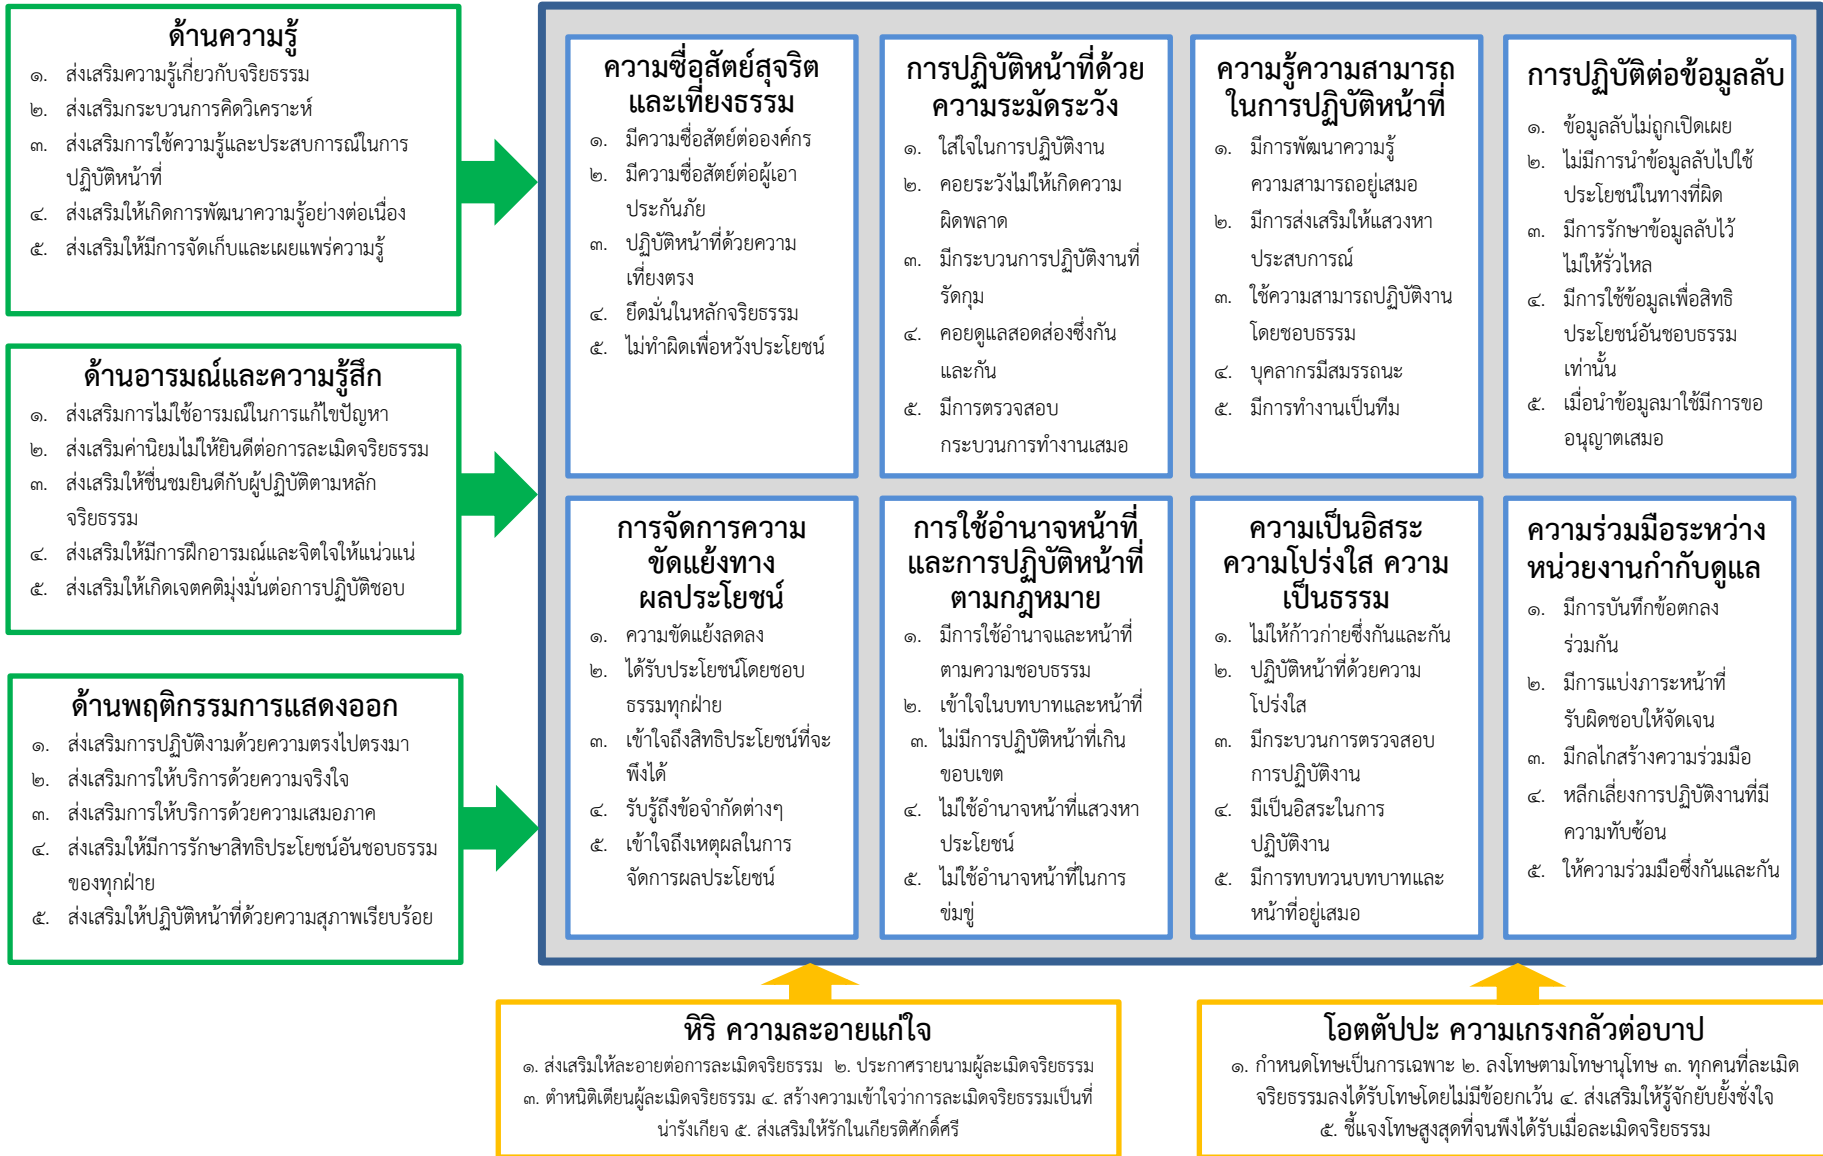 ด้านความรู้
๑. ส่งเสริมความรู้เกี่ยวกับจริยธรรม
๒. ส่งเสริมกระบวนการคิดวิเคราะห์
๓. ส่งเสริมการใช้ความรู้และประสบการณ์ในการ
ปฏิบัติหน้าที่
๔. ส่งเสริมให้เกิดการพัฒนาความรู้อย่างต่อเนื่อง
๕. ส่งเสริมให้มีการจัดเก็บและเผยแพร่ความรู้
ด้านอารมณ์และความรู้สึก
๑. ส่งเสริมการไม่ใช้อารมณ์ในการแก้ไขปัญหา
๒. ส่งเสริมค่านิยมไม่ให้ยินดีต่อการละเมิดจริยธรรม
๓. ส่งเสริมให้ชื่นชมยินดีกับผู้ปฏิบัติตามหลัก
จริยธรรม
๔. ส่งเสริมให้มีการฝึกอารมณ์และจิตใจให้แน่วแน่
๕. ส่งเสริมให้เกิดเจตคติมุ่งมั่นต่อการปฏิบัติชอบ
ด้านพฤติกรรมการแสดงออก
๑. ส่งเสริมการปฏิบัติงามด้วยความตรงไปตรงมา
๒. ส่งเสริมการให้บริการด้วยความจริงใจ
๓. ส่งเสริมการให้บริการด้วยความเสมอภาค
๔. ส่งเสริมให้มีการรักษาสิทธิประโยชน์อันชอบธรรม
ของทุกฝ่าย
๕. ส่งเสริมให้ปฏิบัติหน้าที่ด้วยความสุภาพเรียบร้อย
ความซื่อสัตย์สุจริต
และเที่ยงธรรม
๑. มีความซื่อสัตย์ต่อองค์กร
๒. มีความซื่อสัตย์ต่อผู้เอา
ประกันภัย
๓. ปฏิบัติหน้าที่ด้วยความ
เที่ยงตรง
๔. ยึดมั่นในหลักจริยธรรม
๕. ไม่ทำผิดเพื่อหวังประโยชน์
การปฏิบัติหน้าที่ด้วย
ความระมัดระวัง
๑. ใส่ใจในการปฏิบัติงาน
๒. คอยระวังไม่ให้เกิดความ
ผิดพลาด
๓. มีกระบวนการปฏิบัติงานที่
รัดกุม
๔. คอยดูแลสอดส่องซึ่งกัน
และกัน
๕. มีการตรวจสอบ
กระบวนการทำงานเสมอ
ความรู้ความสามารถ
ในการปฏิบัติหน้าที่
๑. มีการพัฒนาความรู้
ความสามารถอยู่เสมอ
๒. มีการส่งเสริมให้แสวงหา
ประสบการณ์
๓. ใช้ความสามารถปฏิบัติงาน
โดยชอบธรรม
๔. บุคลากรมีสมรรถนะ
๕. มีการทำงานเป็นทีม
การปฏิบัติต่อข้อมูลลับ
๑. ข้อมูลลับไม่ถูกเปิดเผย
๒. ไม่มีการนำข้อมูลลับไปใช้
ประโยชน์ในทางที่ผิด
๓. มีการรักษาข้อมูลลับไว้
ไม่ให้รั่วไหล
๔. มีการใช้ข้อมูลเพื่อสิทธิ
ประโยชน์อันชอบธรรม
เท่านั้น
๕. เมื่อนำข้อมูลมาใช้มีการขอ
อนุญาตเสมอ
การจัดการความ
ขัดแย้งทาง
ผลประโยชน์
๑. ความขัดแย้งลดลง
๒. ได้รับประโยชน์โดยชอบ
ธรรมทุกฝ่าย
๓. เข้าใจถึงสิทธิประโยชน์ที่จะ
พึงได้
๔. รับรู้ถึงข้อจำกัดต่างๆ
๕. เข้าใจถึงเหตุผลในการ
จัดการผลประโยชน์
การใช้อำนาจหน้าที่
และการปฏิบัติหน้าที่
ตามกฎหมาย
๑. มีการใช้อำนาจและหน้าที่
ตามความชอบธรรม
๒. เข้าใจในบทบาทและหน้าที่
๓. ไม่มีการปฏิบัติหน้าที่เกิน
ขอบเขต
๔. ไม่ใช้อำนาจหน้าที่แสวงหา
ประโยชน์
๕. ไม่ใช้อำนาจหน้าที่ในการ
ข่มขู่
ความเป็นอิสระ
ความโปร่งใส ความ
เป็นธรรม
๑. ไม่ให้ก้าวก่ายซึ่งกันและกัน
๒. ปฏิบัติหน้าที่ด้วยความ
โปร่งใส
๓. มีกระบวนการตรวจสอบ
การปฏิบัติงาน
๔. มีเป็นอิสระในการ
ปฏิบัติงาน
๕. มีการทบทวนบทบาทและ
หน้าที่อยู่เสมอ
ความร่วมมือระหว่าง
หน่วยงานกำกับดูแล
๑. มีการบันทึกข้อตกลง
ร่วมกัน
๒. มีการแบ่งภาระหน้าที่
รับผิดชอบให้จัดเจน
๓. มีกลไกสร้างความร่วมมือ
๔. หลีกเลี่ยงการปฏิบัติงานที่มี
ความทับซ้อน
๕. ให้ความร่วมมือซึ่งกันและกัน
หิริ ความละอายแก่ใจ
๑. ส่งเสริมให้ละอายต่อการละเมิดจริยธรรม ๒. ประกาศรายนามผู้ละเมิดจริยธรรม
๓. ตำหนิติเตียนผู้ละเมิดจริยธรรม ๔. สร้างความเข้าใจว่าการละเมิดจริยธรรมเป็นที่
น่ารังเกียจ ๕. ส่งเสริมให้รักในเกียรติศักดิ์ศรี
โอตตัปปะ ความเกรงกลัวต่อบาป
๑. กำหนดโทษเป็นการเฉพาะ ๒. ลงโทษตามโทษานุโทษ ๓. ทุกคนที่ละเมิด
จริยธรรมลงได้รับโทษโดยไม่มีข้อยกเว้น ๔. ส่งเสริมให้รู้จักยับยั้งชั่งใจ
๕. ชี้แจงโทษสูงสุดที่จนพึงได้รับเมื่อละเมิดจริยธรรม